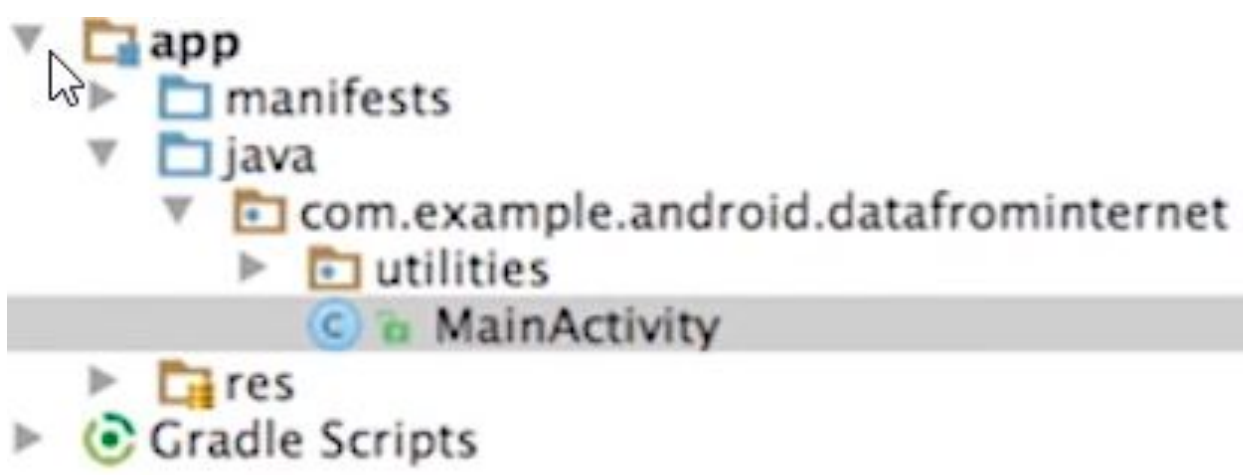 app
manifests
java
com.example.android.datafrominternet
utilities
C MainActivity
res
Gradle Scripts